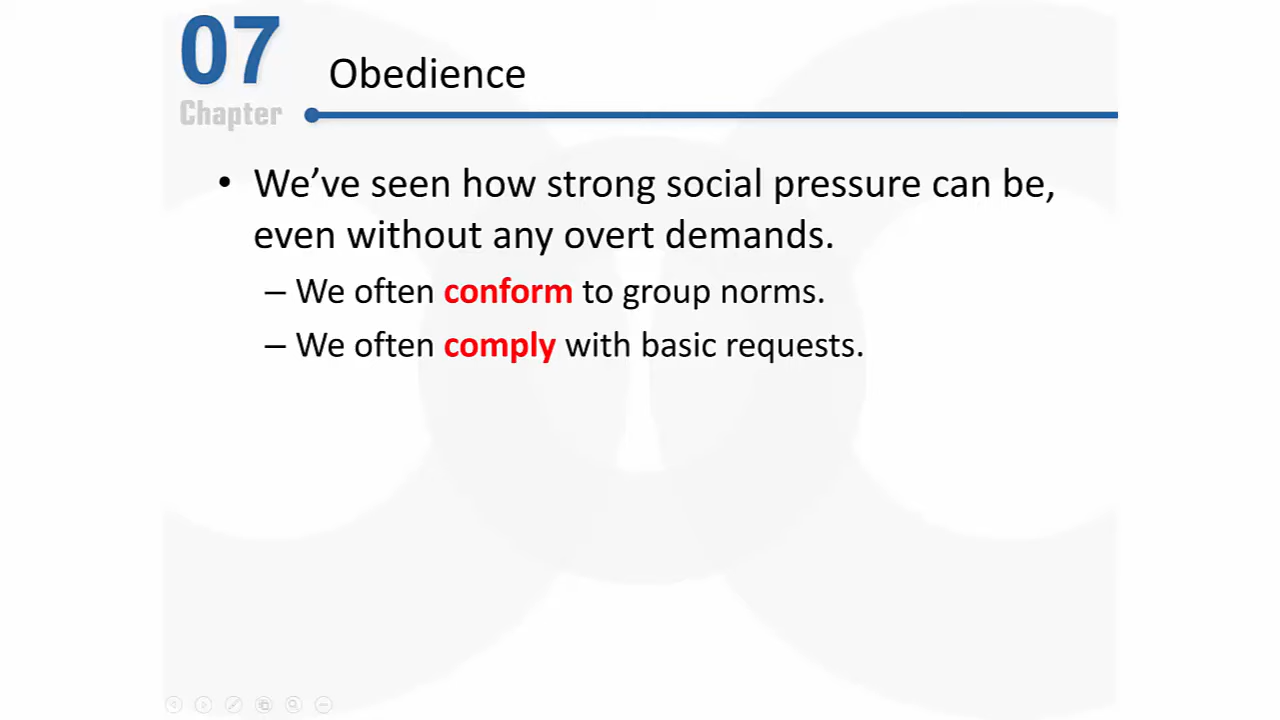 07
Chapter
Obedience
• We’ve seen how strong social pressure can be,
even without any overt demands.
– We often conform to group norms.
– We often comply with basic requests.